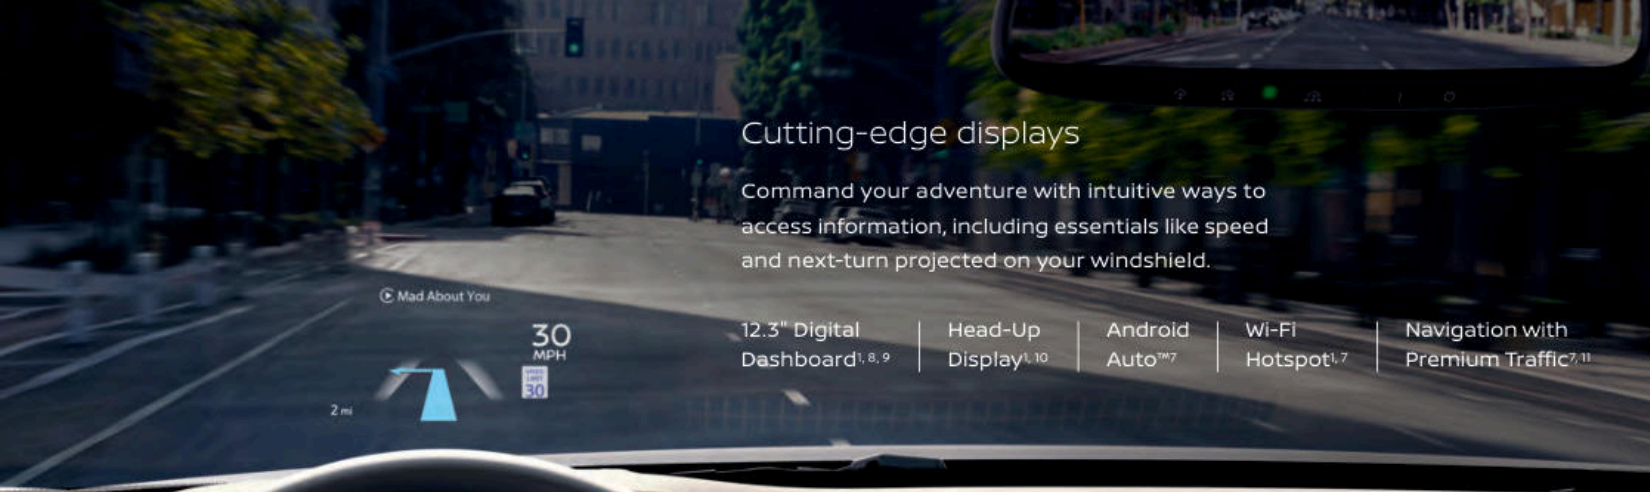 Cutting-edge displays
Command your adventure with intuitive ways to
access information, including essentials like speed
and next-turn projected on your windshield.
Mad About You
30
MPH
SPEED
LIMIT
30
2 mi
12.3" Digital
Dashboard1, 8, 9
Head-Up
Display1, 10
Android
Auto™7
Wi-Fi
Hotspot1, 7
Navigation with
Premium Traffic7, 11